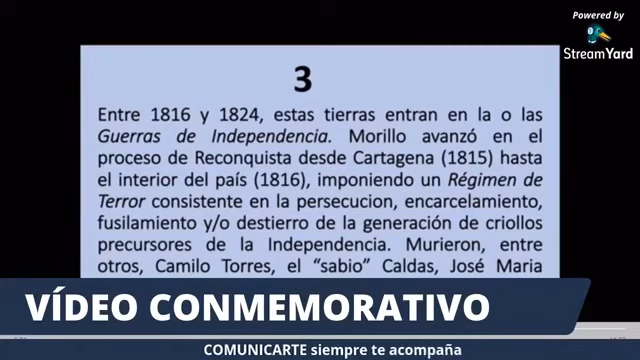 Powered by
StreamYard
3
Entre 1816 y 1824, estas tierras entran en la o las
Guerras de Independencia. Morillo avanzó en el
proceso de Reconquista desde Cartagena (1815) hasta
el interior del país (1816), imponiendo un Régimen de
Terror consistente en la persecucion, encarcelamiento,
fusilamiento y/o destierro de la generación de criollos
precursores de la Independencia. Murieron, entre
otros, Camilo Torres, el “sabio” Caldas, José Maria
VÍDEO CONMEMORATIVO
COMUNICARTE siempre te acompaña